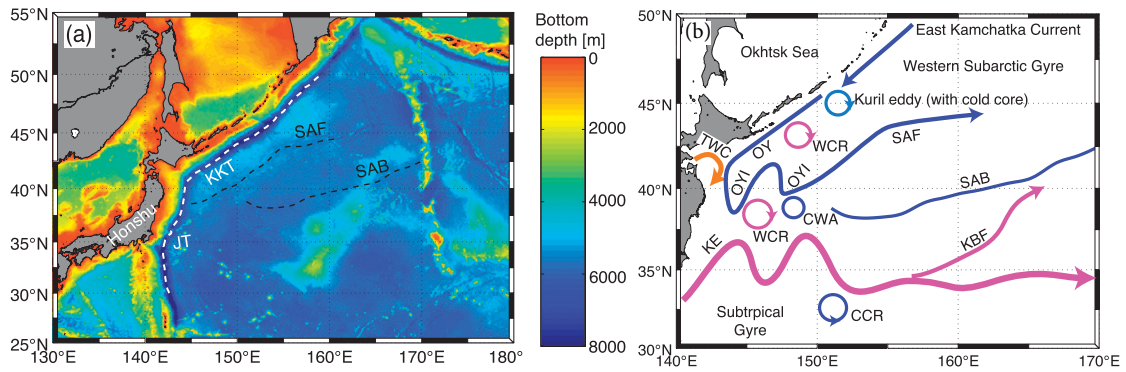 (a)
55°N
50°N
45°N
40°N
35°N
30°N
25°N
130°E
140°E
150°E
160°E
170°E
180°
SAF
SAB
KKT
JT
Honshu
Bottom
depth [m]
0
2000
4000
6000
8000
(b)
50°N
45°N
40°N
35°N
30°N
140°E
150°E
160°E
170°E
Okhtsk Sea
East Kamchatka Current
Western Subarctic Gyre
Kuril eddy (with cold core)
TWC
OY
WCR
SAF
OYI
OYI
SAB
CWA
WCR
KE
KBF
Subtrpical
Gyre
CCR